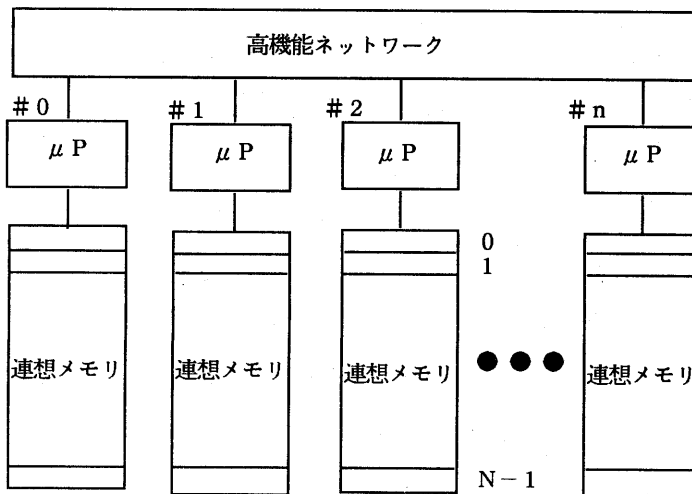 高機能ネットワーク
#0 #1 #2 #n
μP μP μP μP
0
1
連想メモリ 連想メモリ 連想メモリ 連想メモリ
N-1